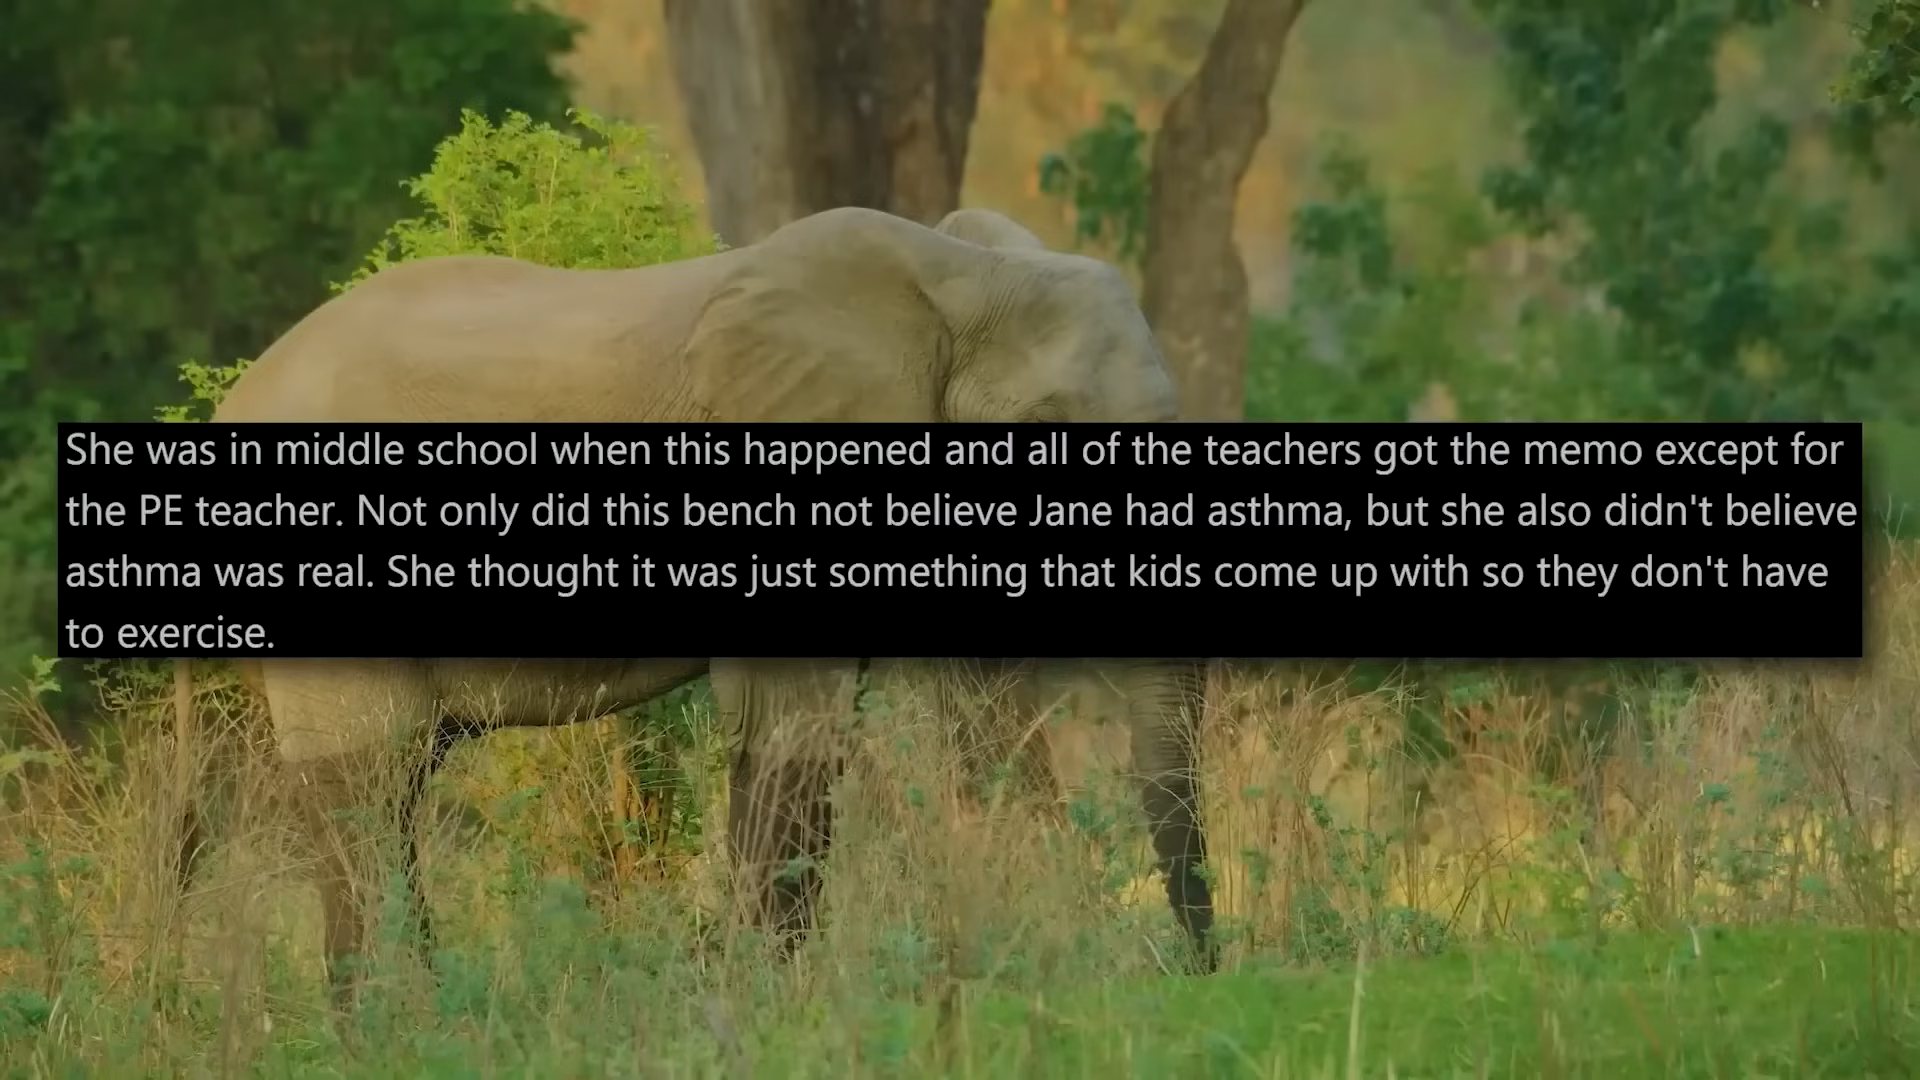 She was in middle school when this happened and all of the teachers got the memo except for
the PE teacher. Not only did this bench not believe Jane had asthma, but she also didn't believe
asthma was real. She thought it was just something that kids come up with so they don't have
to exercise.